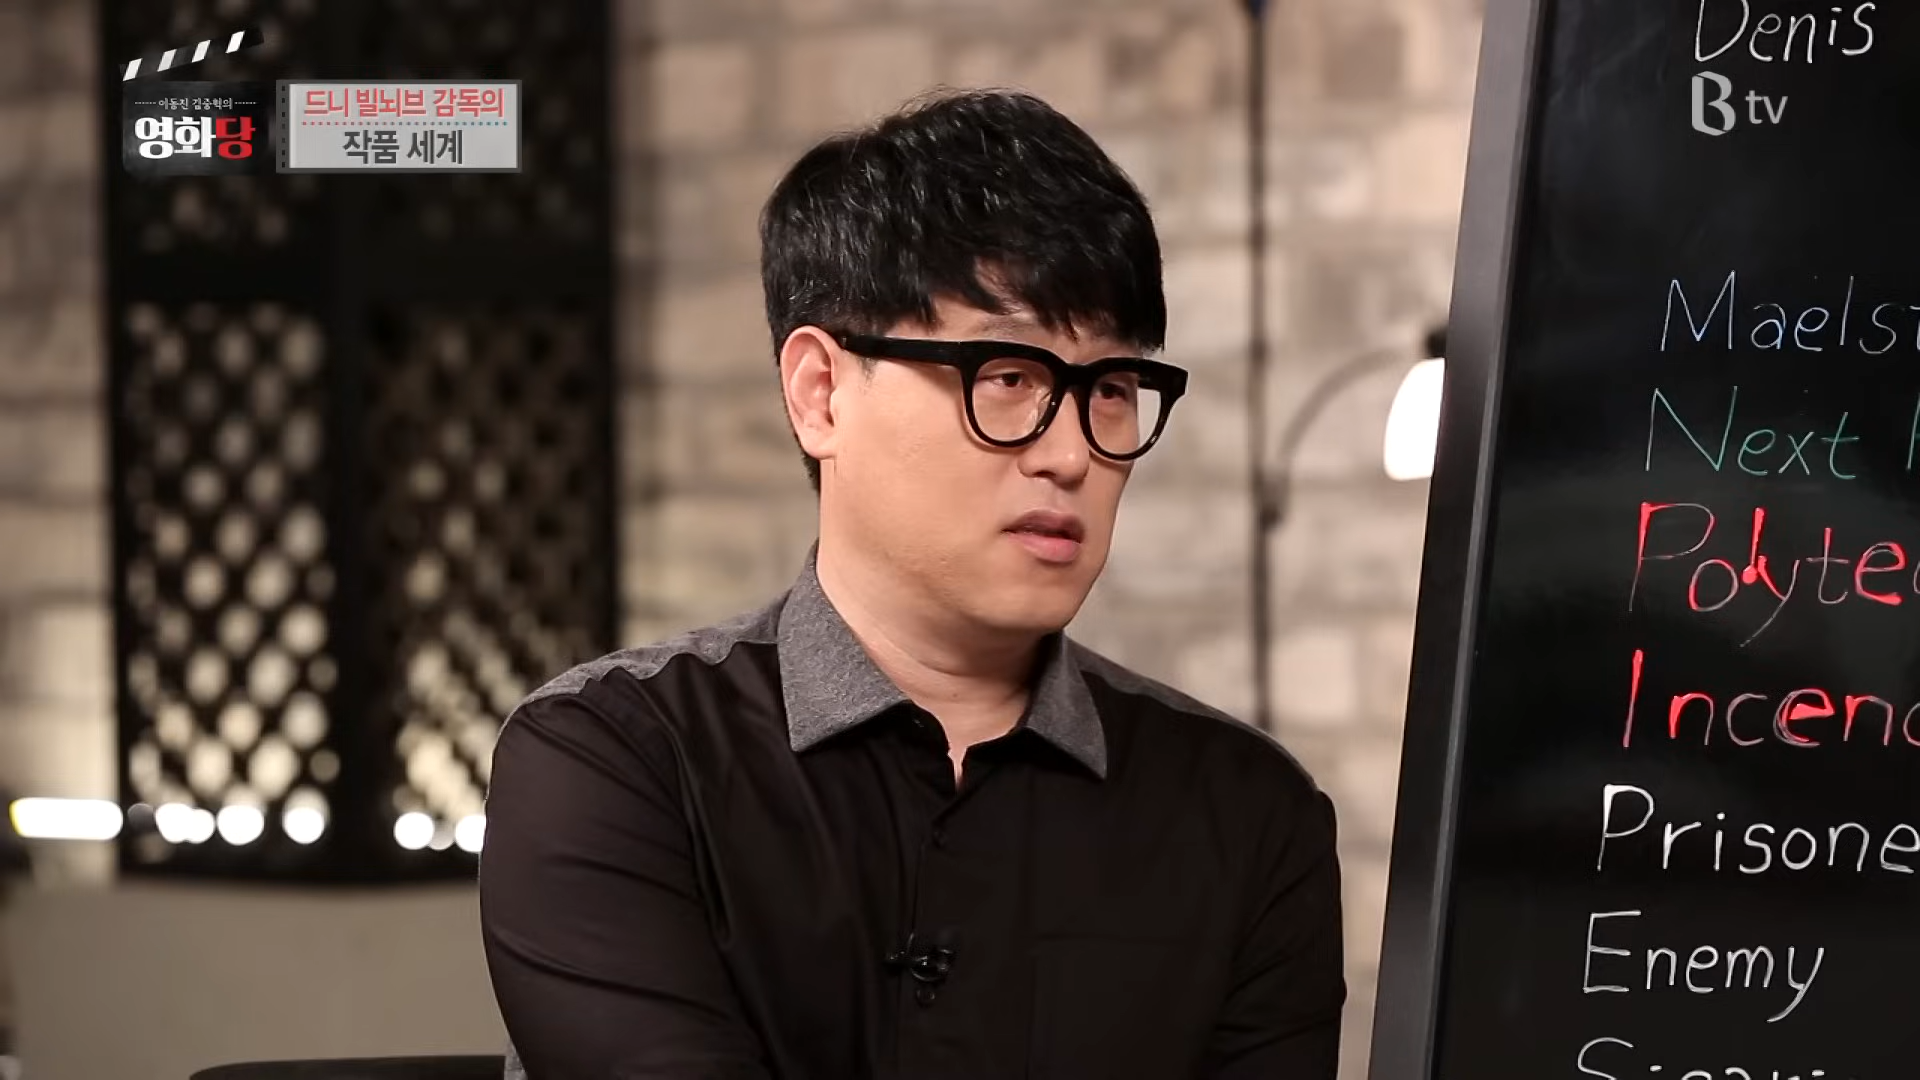 이동진 김중혁의
영화당
드니 빌뇌브 감독의
작품 세계
Denis
B tv
Maelst
Next
Polytec
Incend
Prisone
Enemy
Sicari